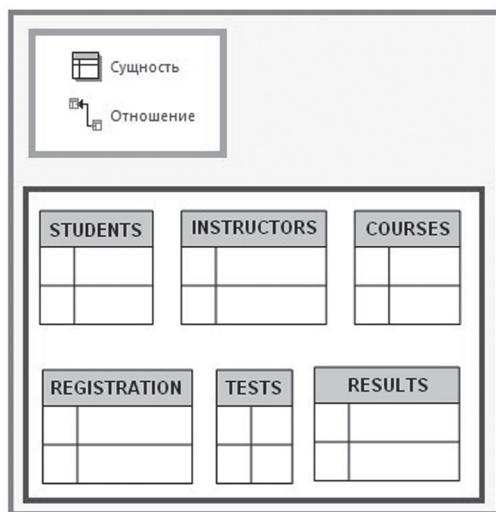 Сущность
Отношение
STUDENTS INSTRUCTORS COURSES
REGISTRATION TESTS RESULTS